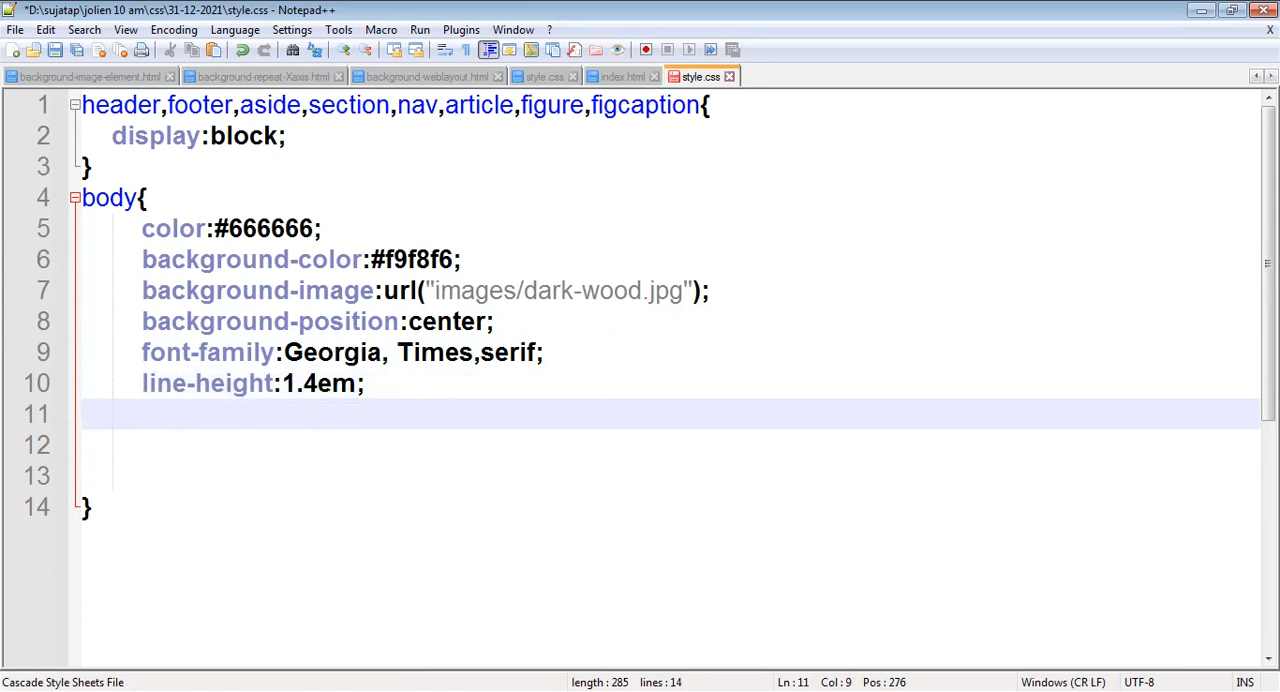 *D:\sujatap\jolien 10 am\css\31-12-2021\style.css - Notepad++
File Edit Search View Encoding Language Settings Tools Macro Run Plugins Window ? X
background-image-element.html background-repeat-Xaxis.html background-weblayout.html style.css index.html style.css
1 header,footer,aside,section,nav,article,figure,figcaption{
2 display:block;
3 }
4 body{
5 color:#666666;
6 background-color:#f9f8f6;
7 background-image:url("images/dark-wood.jpg");
8 background-position:center;
9 font-family:Georgia, Times,serif;
10 line-height:1.4em;
11
12
13
14 }
Cascade Style Sheets File length : 285 lines : 14 Ln : 11 Col : 9 Pos : 276 Windows (CR LF) UTF-8 INS